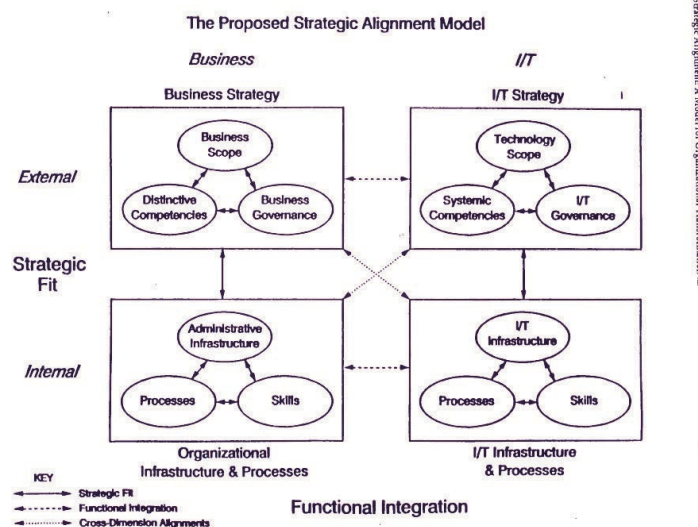 The Proposed Strategic Alignment Model
Business
I/T
Business Strategy
I/T Strategy
External
Business
Scope
Distinctive
Competencies
Business
Governance
Technology
Scope
Systemic
Competencies
I/T
Governance
Strategic
Fit
Internal
Administrative
Infrastructure
Processes
Skills
I/T
Infrastructure
Processes
Skills
Organizational
Infrastructure & Processes
I/T Infrastructure
& Processes
KEY
Strategic Fit
Functional Integration
Cross-Dimension Alignments
Functional Integration